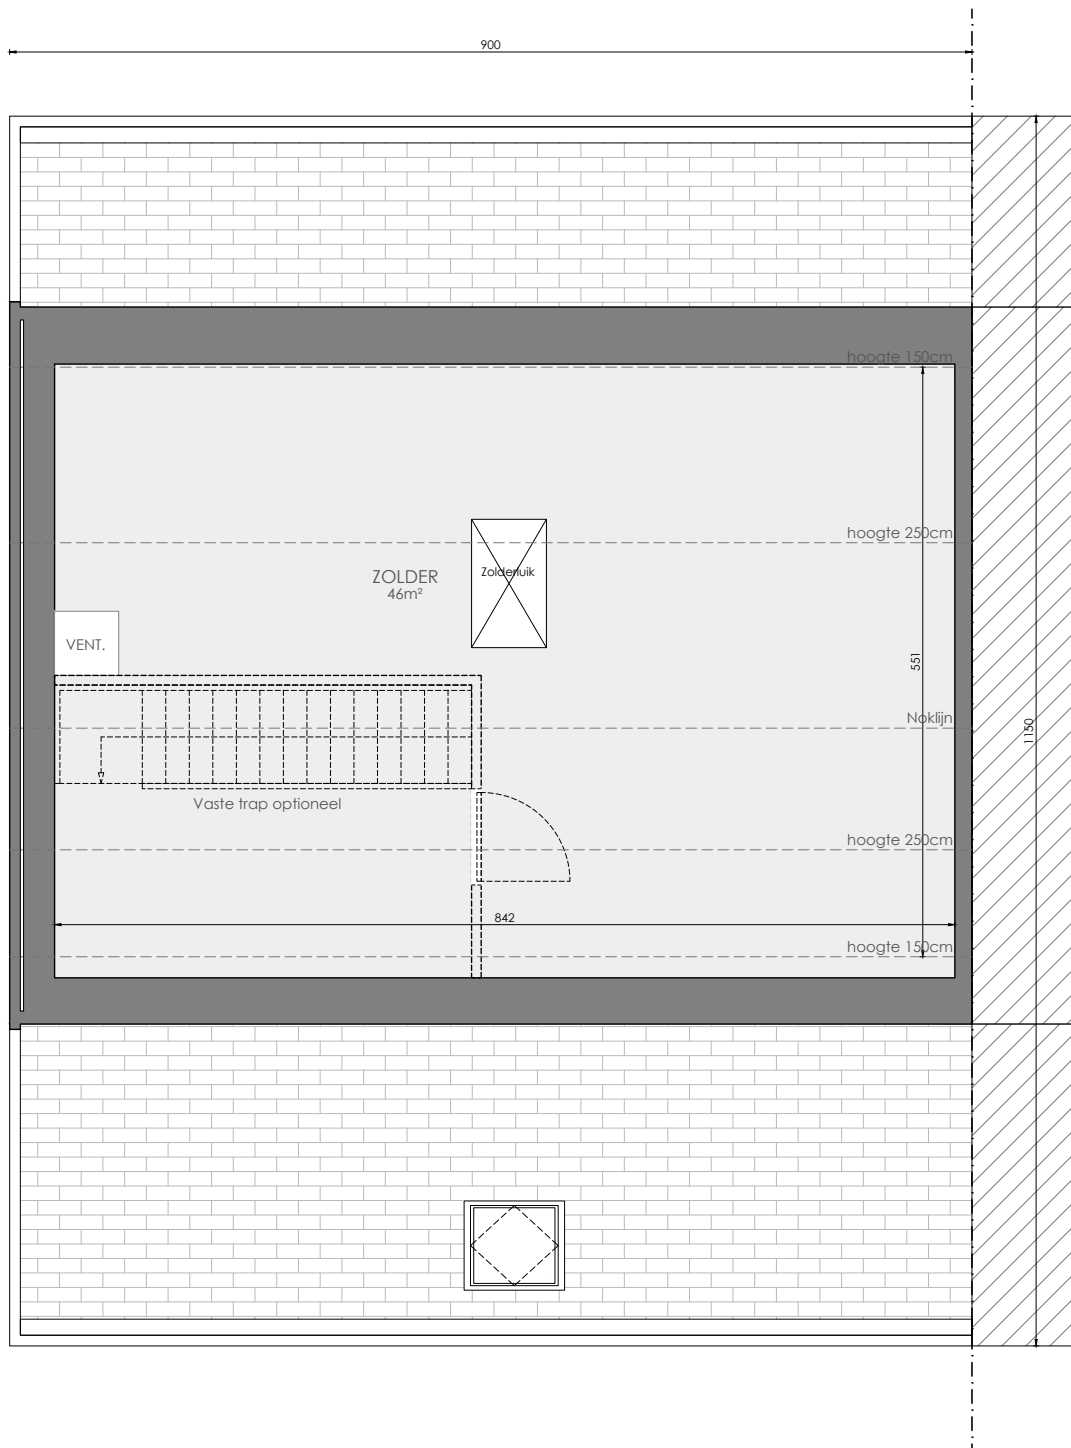 900
hoogte 150cm
hoogte 250cm
Zolderluik
ZOLDER
46m²
VENT.
551
Noklijn
1150
Vaste trap optioneel
hoogte 250cm
842
hoogte 150cm